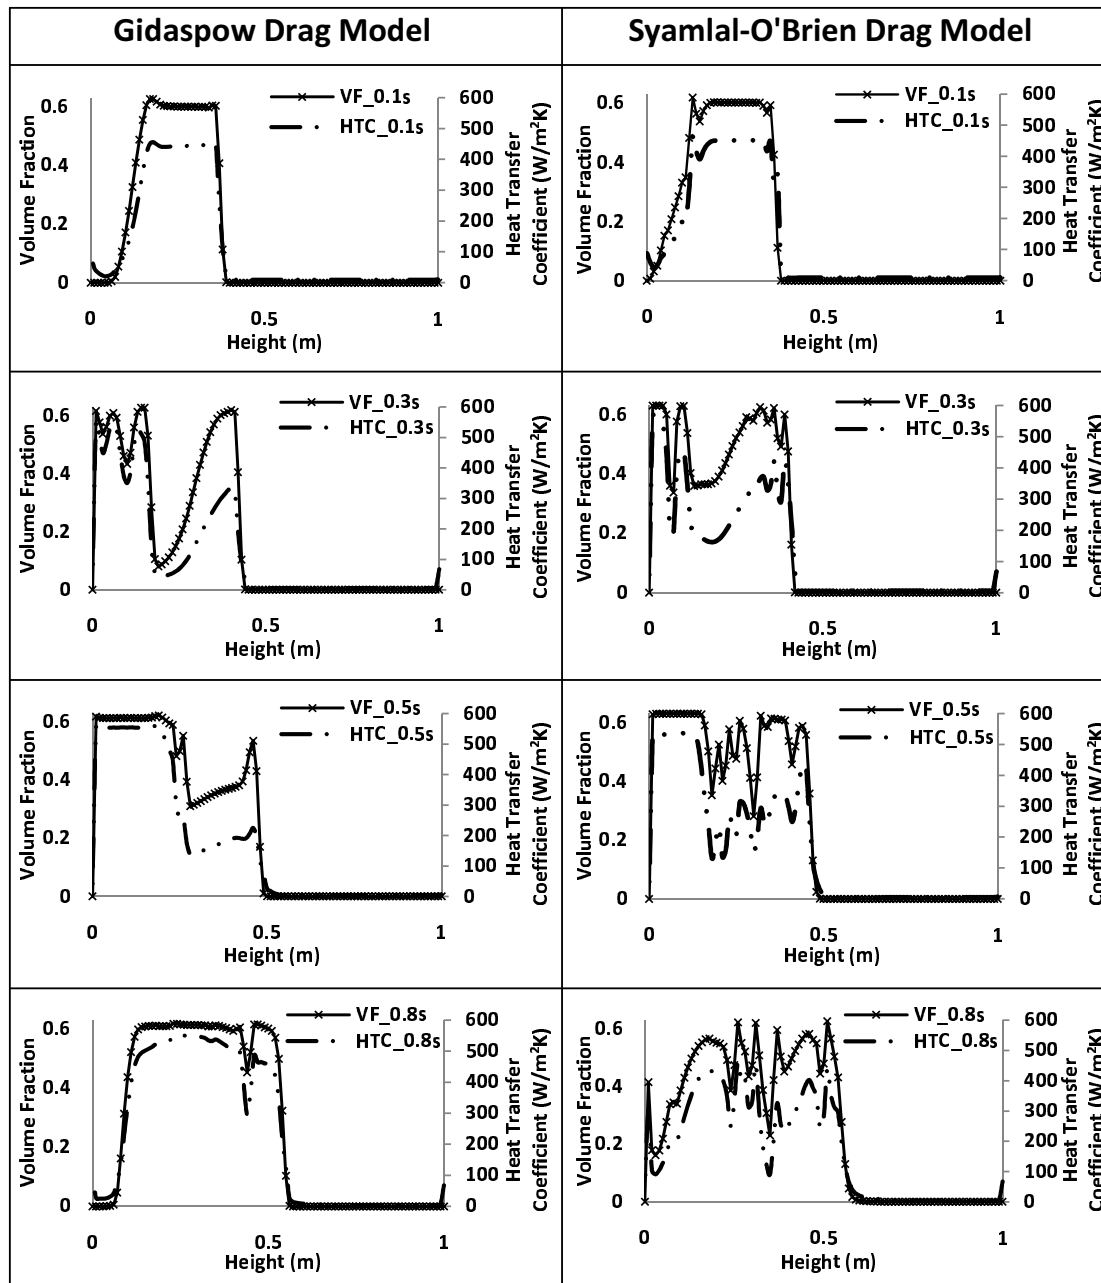 Gidaspow Drag Model
Syamlal-O'Brien Drag Model
Volume Fraction
0.6
0.4
0.2
0
VF_0.1s
HTC_0.1s
600
500
400
300
200
100
0
Heat Transfer
Coefficient (W/m²K)
0
0.5
1
Height (m)
Volume Fraction
0.6
0.4
0.2
0
VF_0.1s
HTC_0.1s
600
500
400
300
200
100
0
Heat Transfer
Coefficient (W/m²K)
0
0.5
1
Height (m)
Volume Fraction
0.6
0.4
0.2
0
VF_0.3s
HTC_0.3s
600
500
400
300
200
100
0
Heat Transfer
Coefficient (W/m²K)
0
0.5
1
Height (m)
Volume Fraction
0.6
0.4
0.2
0
VF_0.3s
HTC_0.3s
600
500
400
300
200
100
0
Heat Transfer
Coefficient (W/m²K)
0
0.5
1
Height (m)
Volume Fraction
0.6
0.4
0.2
0
VF_0.5s
HTC_0.5s
600
500
400
300
200
100
0
Heat Transfer
Coefficient (W/m²K)
0
0.5
1
Height (m)
Volume Fraction
0.6
0.4
0.2
0
VF_0.5s
HTC_0.5s
600
500
400
300
200
100
0
Heat Transfer
Coefficient (W/m²K)
0
0.5
1
Height (m)
Volume Fraction
0.6
0.4
0.2
0
VF_0.8s
HTC_0.8s
600
500
400
300
200
100
0
Heat Transfer
Coefficient (W/m²K)
0
0.5
1
Height (m)
Volume Fraction
0.6
0.4
0.2
0
VF_0.8s
HTC_0.8s
600
500
400
300
200
100
0
Heat Transfer
Coefficient (W/m²K)
0
0.5
1
Height (m)